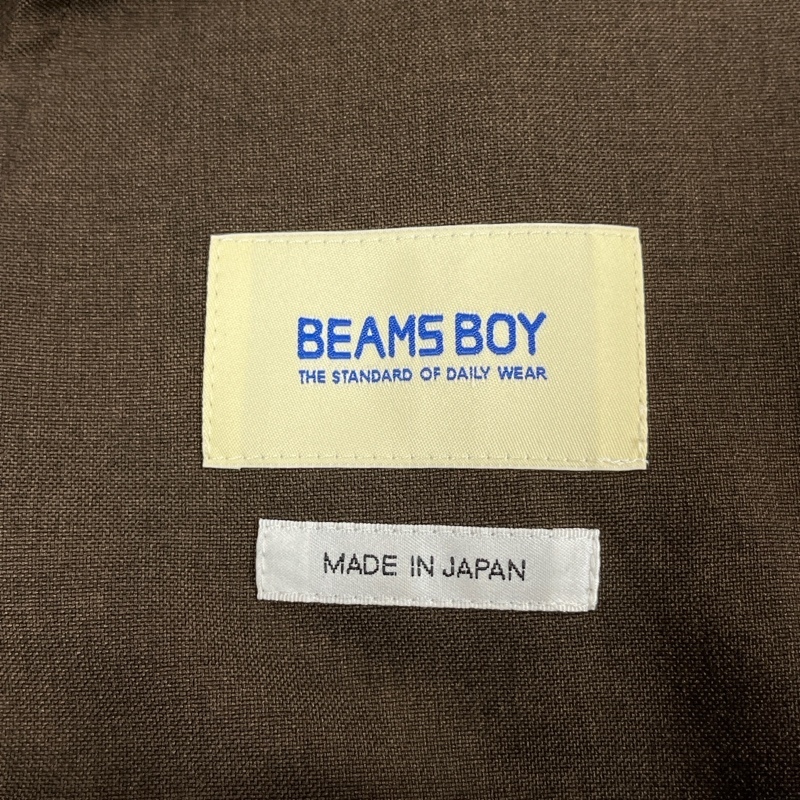 BEAMS BOY
THE STANDARD OF DAILY WEAR
MADE IN JAPAN